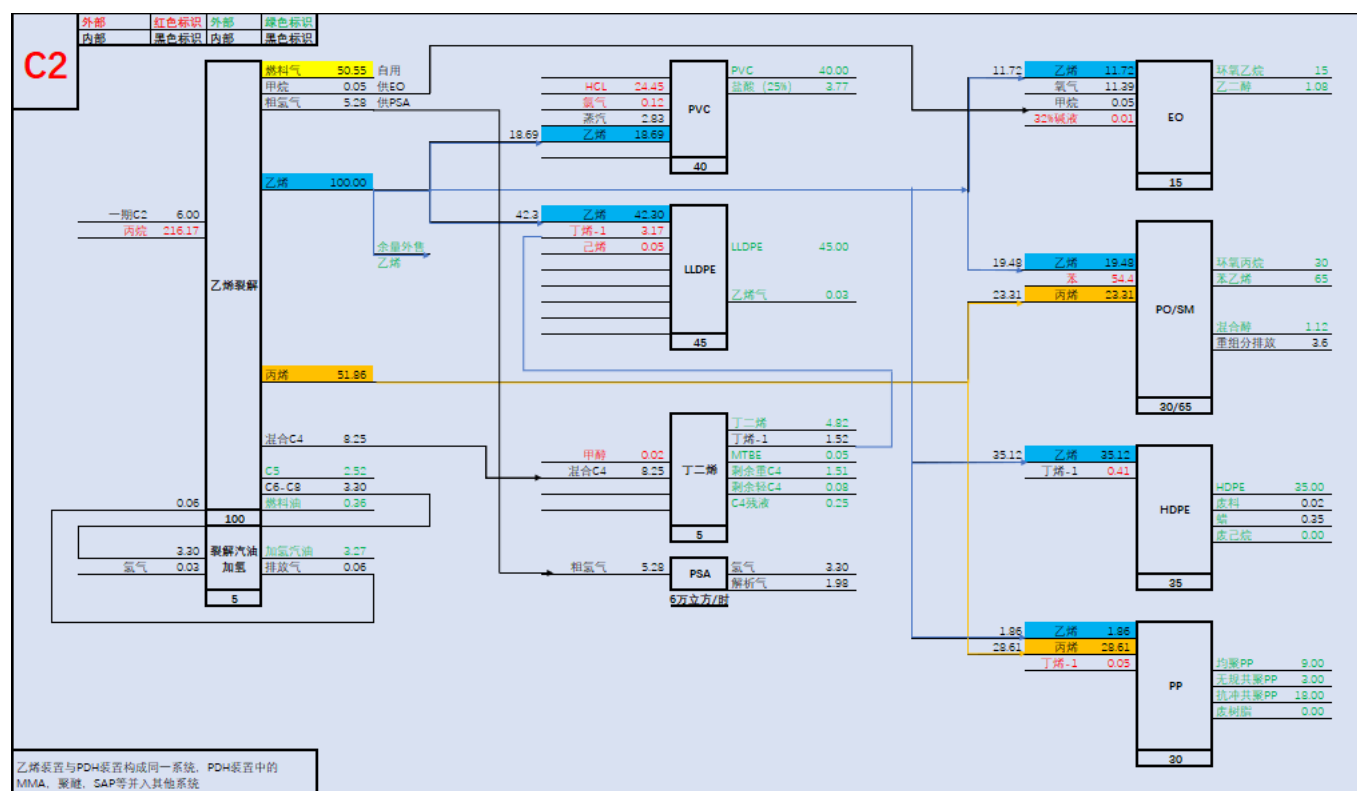 C2
外部 红色标识 外部 绿色标识
内部 黑色标识 内部 黑色标识
一期C2 6.00
丙烷 216.17
0.06
乙烯裂解
100
燃料气 50.55 自用
甲烷 0.05 供EO
粗氢气 5.28 供PSA
乙烯 100.00
余量外售
乙烯
丙烯 51.86
混合C4 8.25
C5 2.52
C6-C8 3.30
燃料油 0.36
3.30
氢气 0.03
裂解汽油
加氢
5
加氢汽油 3.27
排放气 0.06
HCL 24.45
氯气 0.12
蒸汽 2.83
18.69 乙烯 18.69
PVC
40
PVC 40.00
盐酸（25%） 3.77
42.3 乙烯 42.30
丁烯-1 3.17
己烯 0.05
LLDPE
45
LLDPE 45.00
乙烯气 0.03
甲醇 0.02
混合C4 8.25
丁二烯
5
丁二烯 4.82
丁烯-1 1.52
MTBE 0.05
剩余重C4 1.51
剩余轻C4 0.08
C4残液 0.25
粗氢气 5.28
PSA
6万立方/时
氢气 3.30
解析气 1.98
11.72 乙烯 11.72
氧气 11.39
甲烷 0.05
32%碱液 0.01
EO
15
环氧乙烷 15
乙二醇 1.08
19.48 乙烯 19.48
苯 54.4
23.31 丙烯 23.31
PO/SM
30/65
环氧丙烷 30
苯乙烯 65
混合醇 1.12
重组分排放 3.6
35.12 乙烯 35.12
丁烯-1 0.41
HDPE
35
HDPE 35.00
废料 0.02
蜡 0.35
废己烷 0.00
1.86 乙烯 1.86
28.61 丙烯 28.61
丁烯-1 0.05
PP
30
均聚PP 9.00
无规共聚PP 3.00
抗冲共聚PP 18.00
废树脂 0.00
乙烯装置与PDH装置构成同一系统，PDH装置中的
MMA、聚醚、SAP等并入其他系统